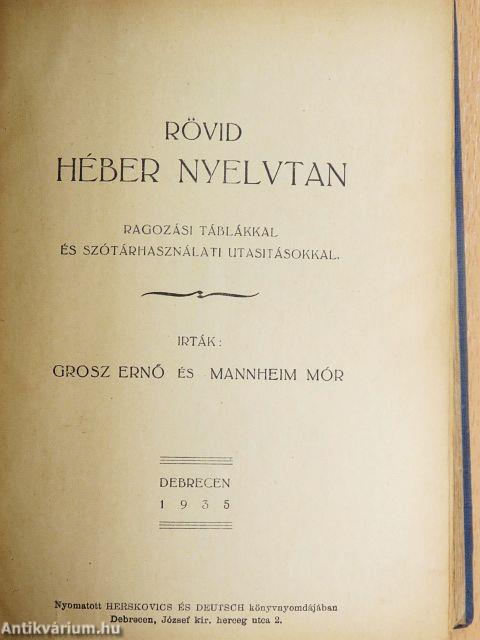 RÖVID
HÉBER NYELVTAN
RAGOZÁSI TÁBLÁKKAL
ÉS SZÓTÁRHASZNÁLATI UTASITÁSOKKAL.
IRTÁK:
GROSZ ERNŐ ÉS MANNHEIM MÓR
DEBRECEN
1935
Nyomatott HERSKOVICS ÉS DEUTSCH könyvnyomdájában
Debrecen, József kir. herceg utca 2.
Antikvárium.hu